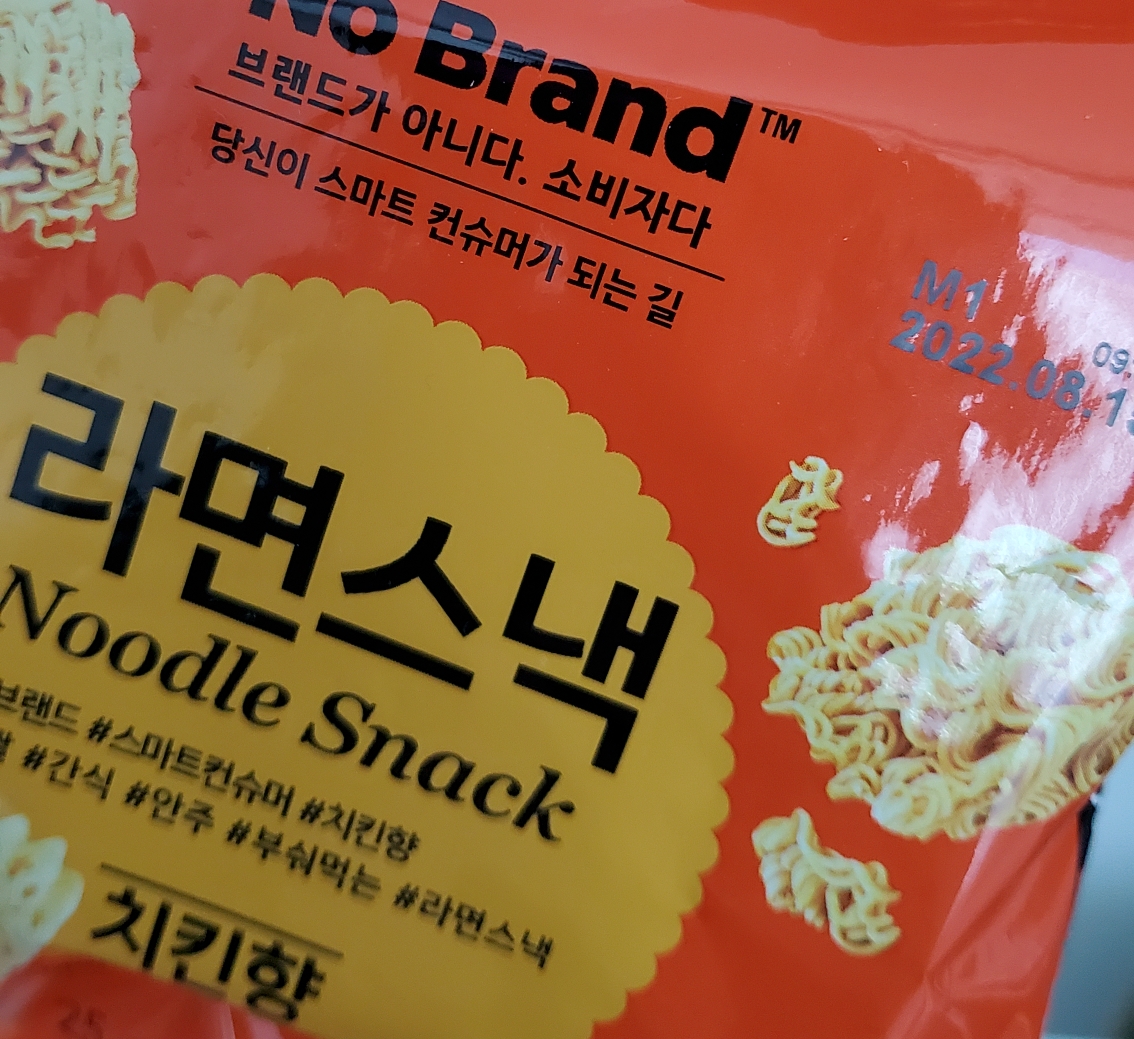 No Brand™
브랜드가 아니다. 소비자다
당신이 스마트 컨슈머가 되는 길
M1
09
2022.08.1
라면스낵
Noodle Snack
브랜드 #스마트컨슈머 #치킨향
#간식 #안주 #부숴먹는 #라면스낵
치킨향
25